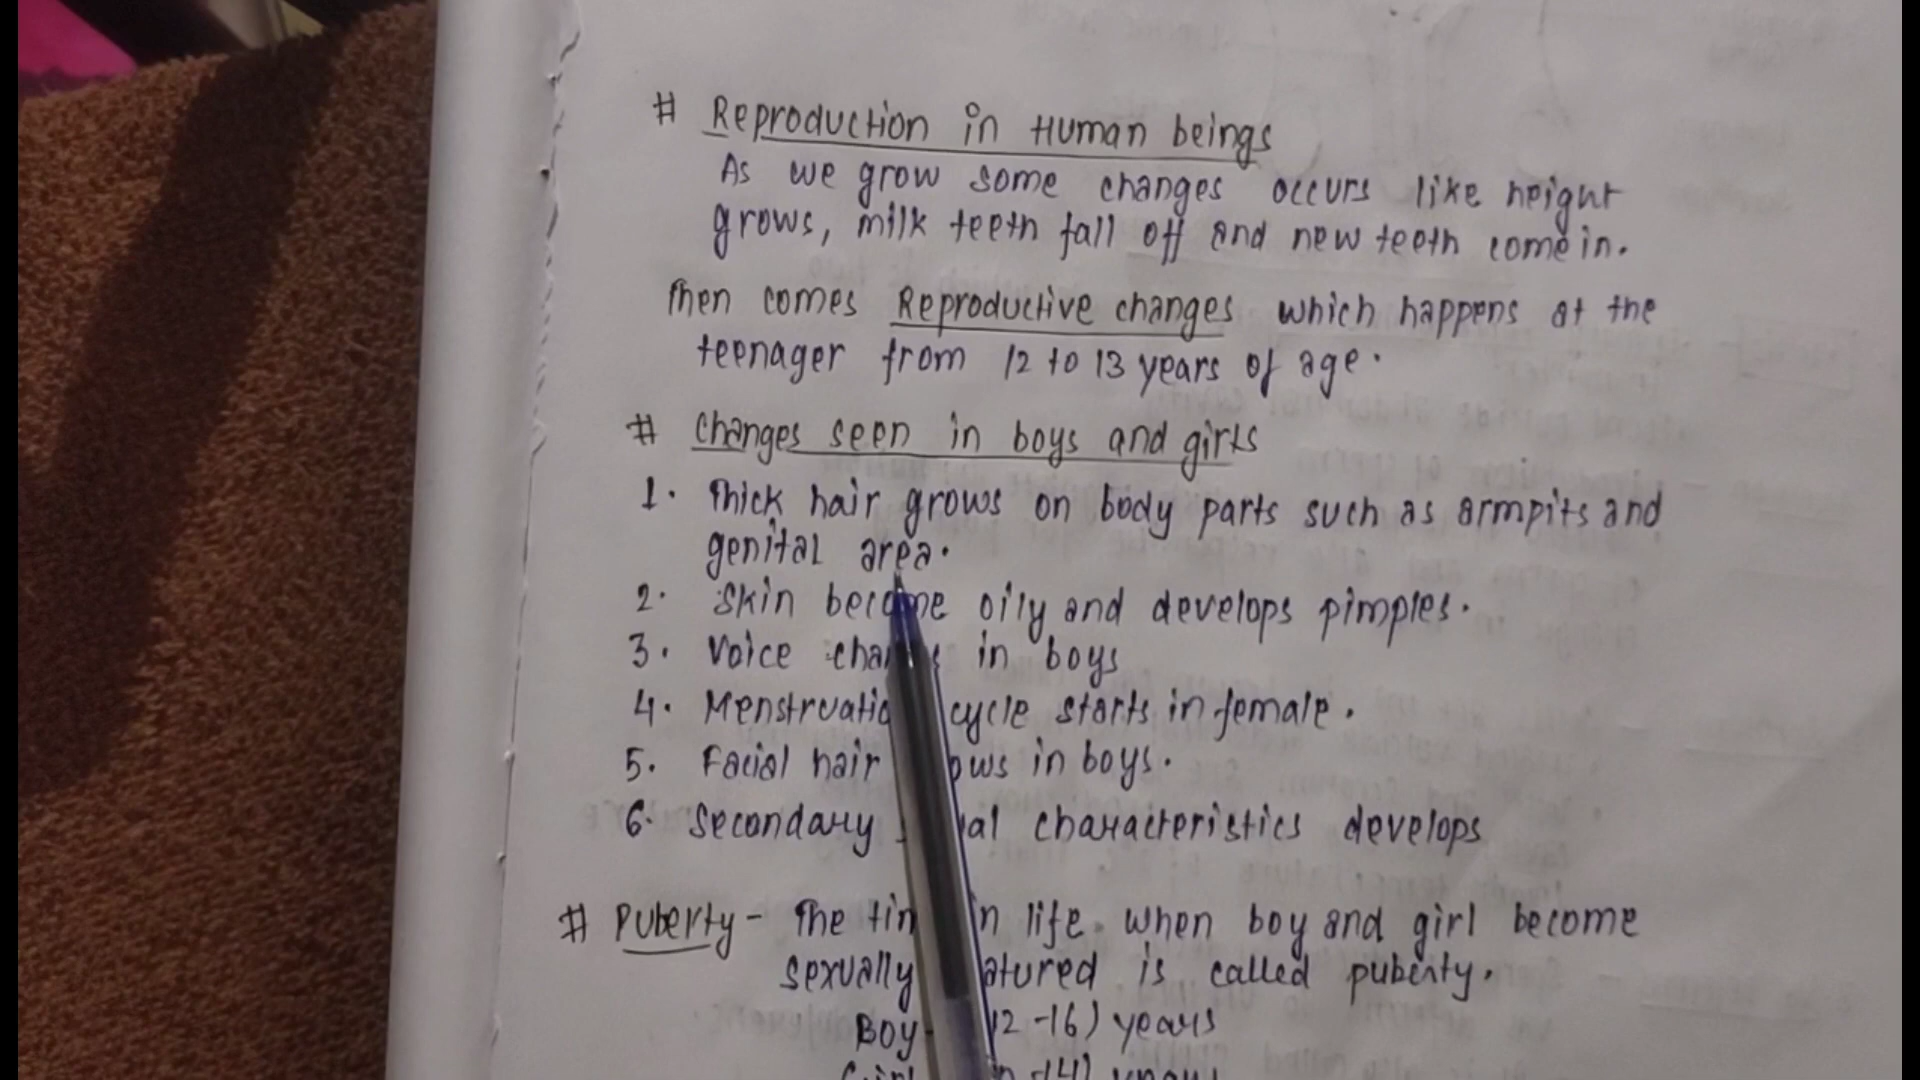 # Reproduction in Human beings
As we grow some changes occurs like height
grows, milk teeth fall off and new teeth come in.
Then comes Reproductive changes which happens at the
teenager from 12 to 13 years of age.
# changes seen in boys and girls
1. Thick hair grows on body parts such as armpits and
genital area.
2. Skin become oily and develops pimples.
3. Voice in boys
4. Menstruation cycle starts in female.
5. Facial hair in boys.
6. Secondary characteristics develops
# Puberty - The in life when boy and girl become
sexually is called puberty.
Boy 12-16) years